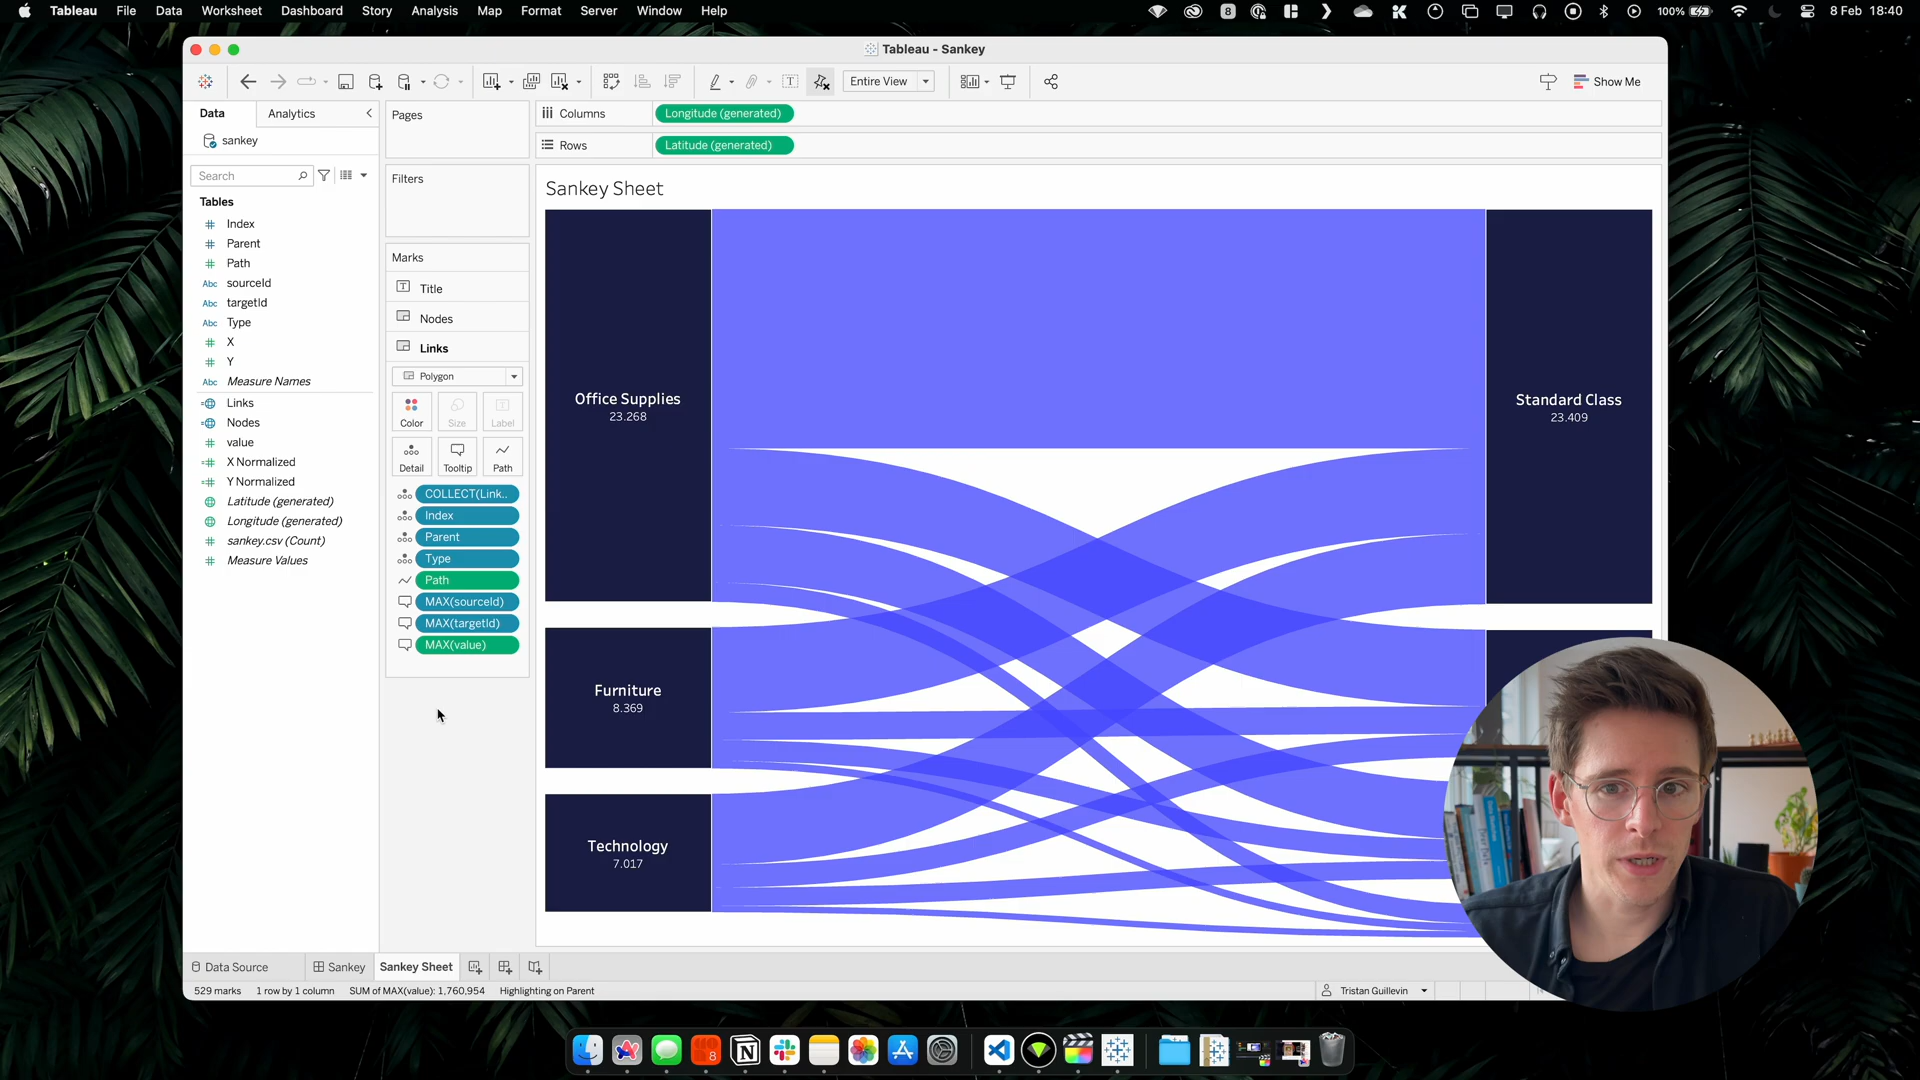 Tableau File Data Worksheet Dashboard Story Analysis Map Format Server Window Help
8
100%
8 Feb 18:40
Tableau - Sankey
Entire View
Show Me
Data
Analytics
sankey
Search
Tables
Index
Parent
Path
Abc sourceId
Abc targetId
Abc Type
X
Y
Abc Measure Names
Links
Nodes
value
X Normalized
Y Normalized
Latitude (generated)
Longitude (generated)
sankey.csv (Count)
Measure Values
Pages
Filters
Marks
Title
Nodes
Links
Polygon
Color Size Label
Detail Tooltip Path
COLLECT(Link..
Index
Parent
Type
Path
MAX(sourceId)
MAX(targetId)
MAX(value)
Columns
Longitude (generated)
Rows
Latitude (generated)
Sankey Sheet
Office Supplies
23.268
Standard Class
23.409
Furniture
8.369
Technology
7.017
Data Source
Sankey
Sankey Sheet
529 marks
1 row by 1 column
SUM of MAX(value): 1,760,954
Highlighting on Parent
Tristan Guillevin
8